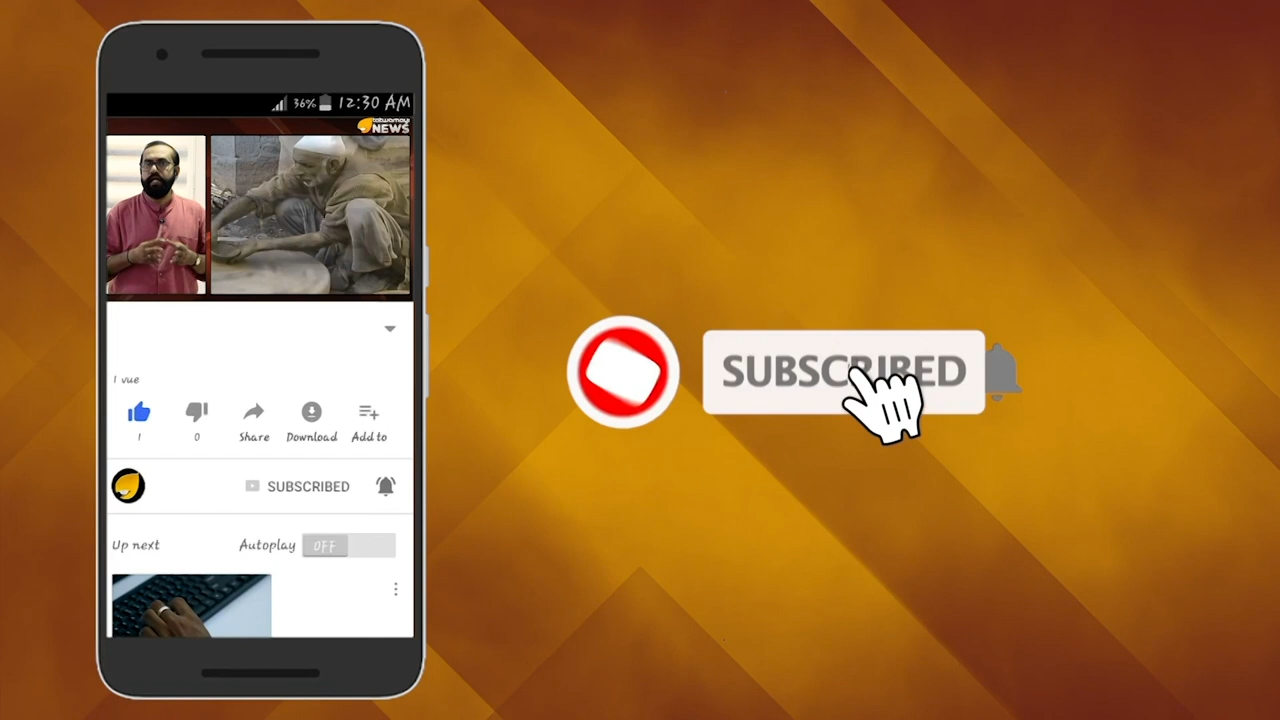 36% 12:30 AM
tatwamayi
NEWS
1 vue
1
0
Share
Download
Add to
SUBSCRIBED
Up next
Autoplay
OFF
SUBSCRIBED